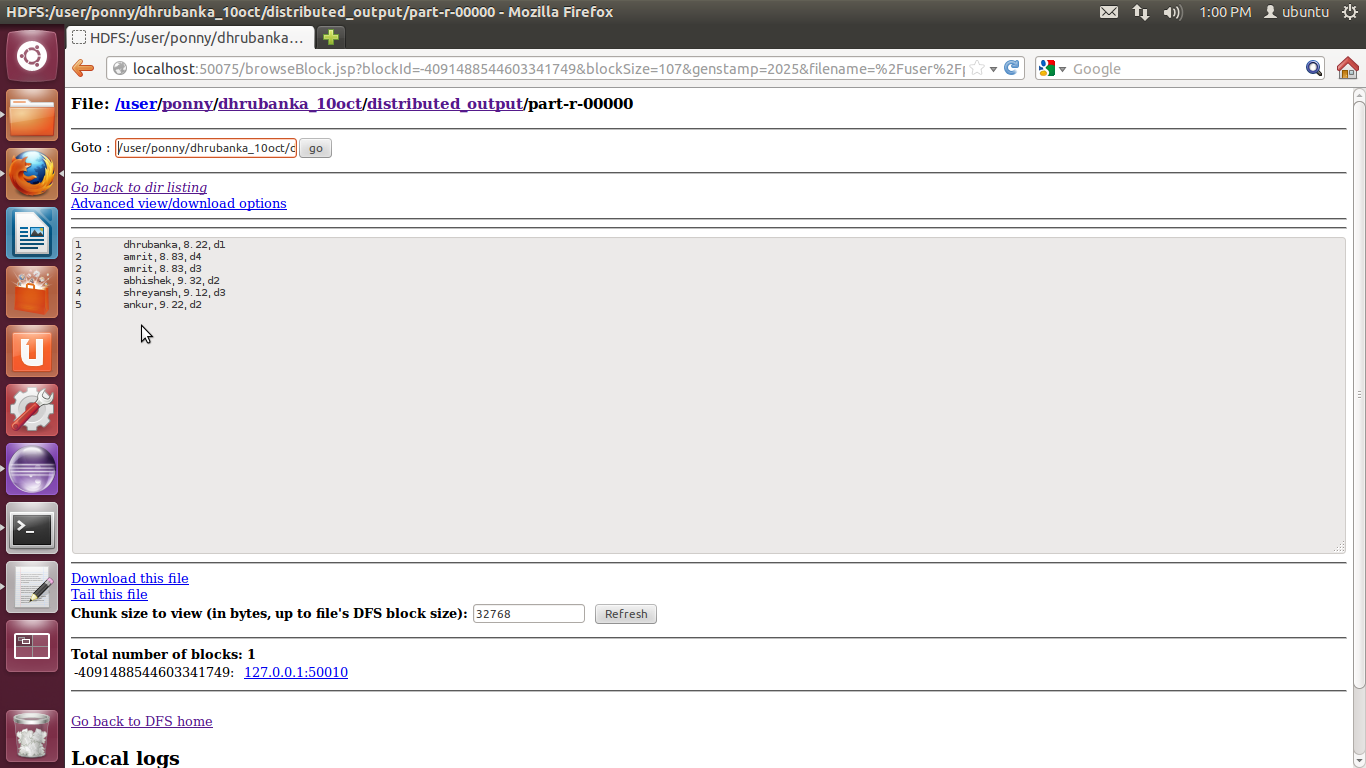 HDFS:/user/ponny/dhrubanka_10oct/distributed_output/part-r-00000 - Mozilla Firefox
1:00 PM
ubuntu
HDFS:/user/ponny/dhrubanka...
localhost:50075/browseBlock.jsp?blockId=-4091488544603341749&blockSize=107&genstamp=2025&filename=%2Fuser%2Fp
Google
File: /user/ponny/dhrubanka_10oct/distributed_output/part-r-00000
Goto : /user/ponny/dhrubanka_10oct/d go
Go back to dir listing
Advanced view/download options
1 dhrubanka,8.22,d1
2 amrit,8.83,d4
2 amrit,8.83,d3
3 abhishek,9.32,d2
4 shreyansh,9.12,d3
5 ankur,9.22,d2
Download this file
Tail this file
Chunk size to view (in bytes, up to file's DFS block size): 32768 Refresh
Total number of blocks: 1
-4091488544603341749: 127.0.0.1:50010
Go back to DFS home
Local logs